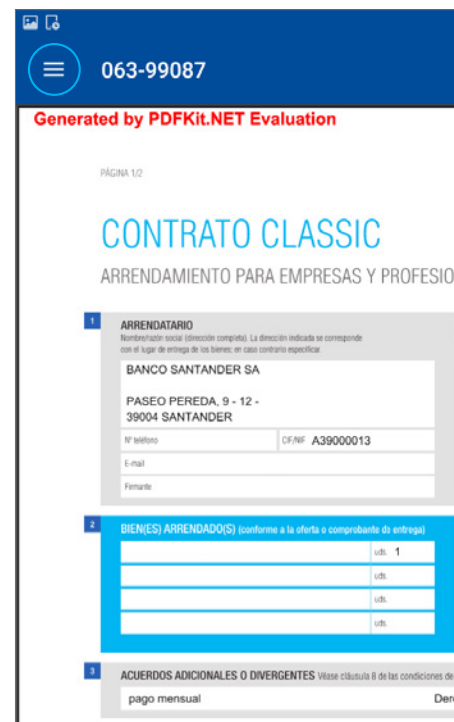 063-99087
Generated by PDFKit.NET Evaluation
PÁGINA 1/2
CONTRATO CLASSIC
ARRENDAMIENTO PARA EMPRESAS Y PROFESIO
1
ARRENDATARIO
Nombre/razón social (dirección completa). La dirección indicada se corresponde
con el lugar de entrega de los bienes; en caso contrario especificar.
BANCO SANTANDER SA
PASEO PEREDA, 9 - 12 -
39004 SANTANDER
Nº teléfono CIF/NIF A39000013
E-mail
Firmante
2
BIEN(ES) ARRENDADO(S) (conforme a la oferta o comprobante de entrega)
uds. 1
uds.
uds.
uds.
3
ACUERDOS ADICIONALES O DIVERGENTES Véase cláusula 8 de las condiciones de
pago mensual Dere